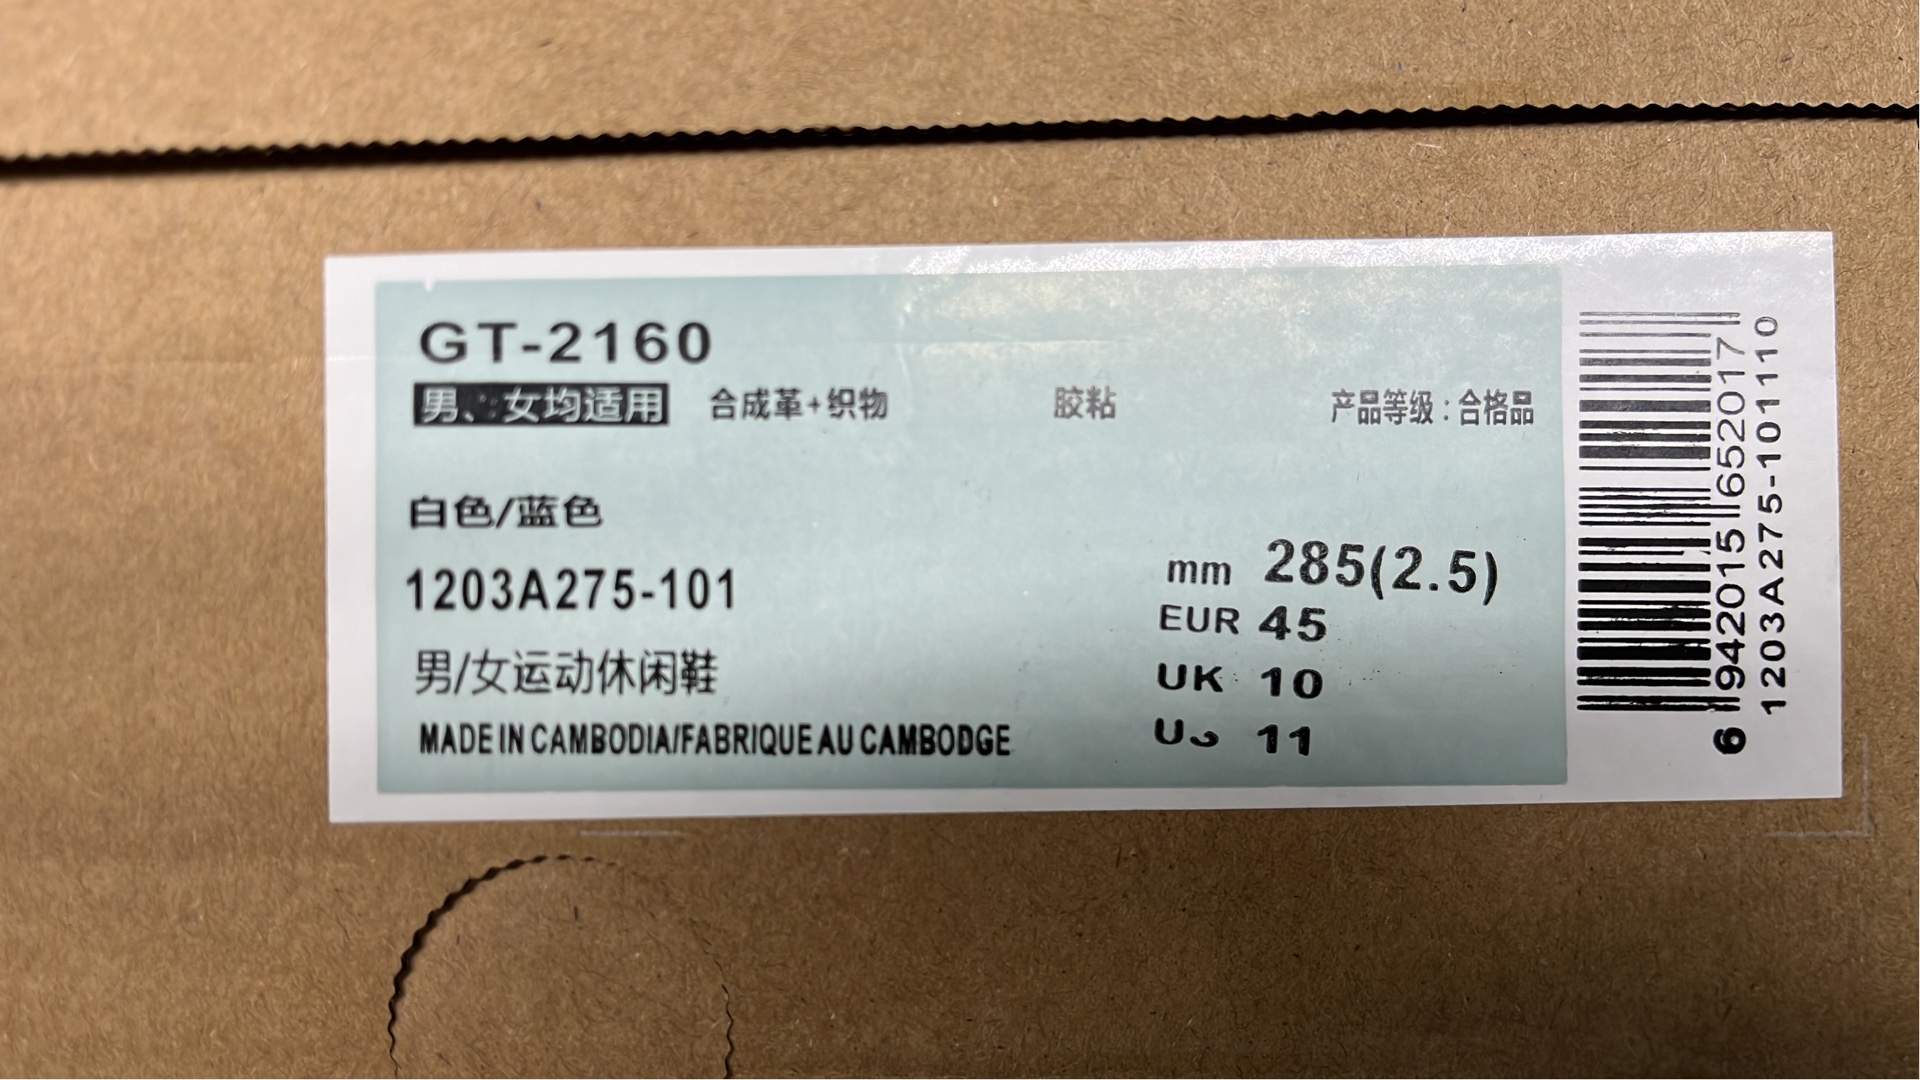 GT-2160
男、女均适用 合成革+织物 胶粘 产品等级:合格品
白色/蓝色
1203A275-101
男/女运动休闲鞋
MADE IN CAMBODIA/FABRIQUE AU CAMBODGE
mm 285(2.5)
EUR 45
UK 10
11
6 942015 652017
1203A275-101110